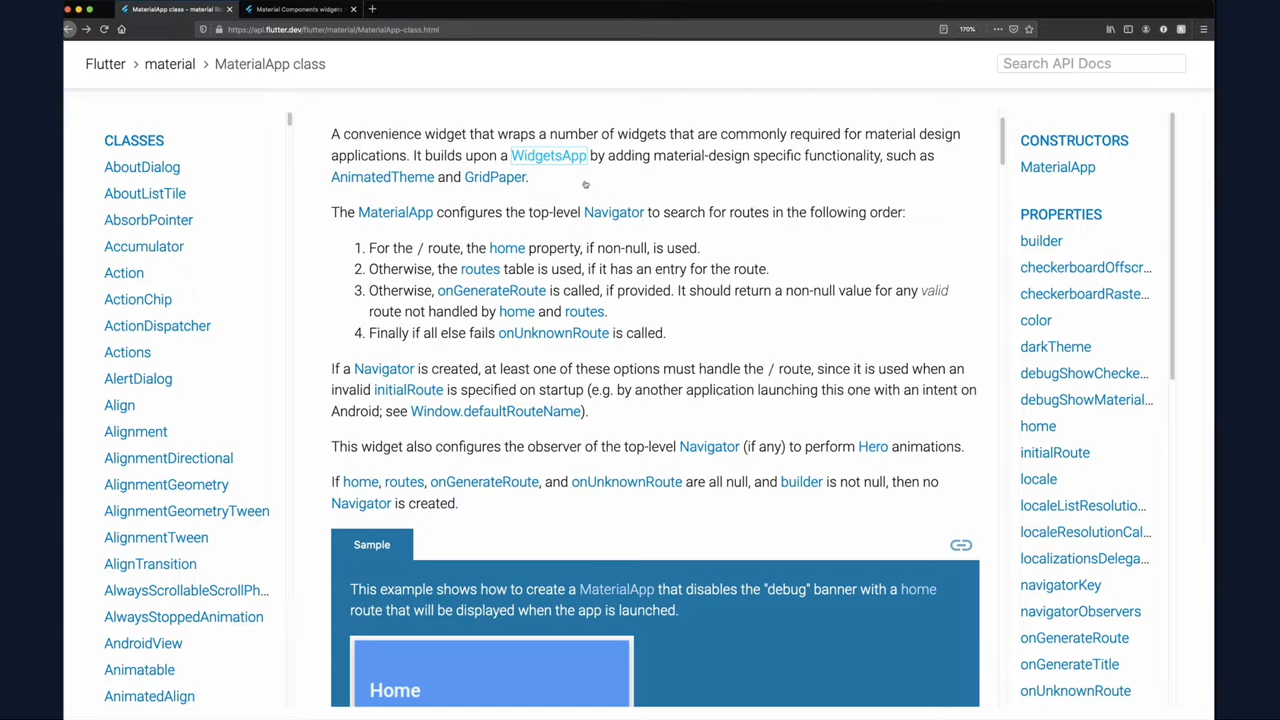 MaterialApp class - material li
Material Components widgets
https://api.flutter.dev/flutter/material/MaterialApp-class.html
170%
Flutter > material > MaterialApp class
Search API Docs
CLASSES
AboutDialog
AboutListTile
AbsorbPointer
Accumulator
Action
ActionChip
ActionDispatcher
Actions
AlertDialog
Align
Alignment
AlignmentDirectional
AlignmentGeometry
AlignmentGeometryTween
AlignmentTween
AlignTransition
AlwaysScrollableScrollPh...
AlwaysStoppedAnimation
AndroidView
Animatable
AnimatedAlign
A convenience widget that wraps a number of widgets that are commonly required for material design
applications. It builds upon a WidgetsApp by adding material-design specific functionality, such as
AnimatedTheme and GridPaper.
The MaterialApp configures the top-level Navigator to search for routes in the following order:
1. For the / route, the home property, if non-null, is used.
2. Otherwise, the routes table is used, if it has an entry for the route.
3. Otherwise, onGenerateRoute is called, if provided. It should return a non-null value for any valid
route not handled by home and routes.
4. Finally if all else fails onUnknownRoute is called.
If a Navigator is created, at least one of these options must handle the / route, since it is used when an
invalid initialRoute is specified on startup (e.g. by another application launching this one with an intent on
Android; see Window.defaultRouteName).
This widget also configures the observer of the top-level Navigator (if any) to perform Hero animations.
If home, routes, onGenerateRoute, and onUnknownRoute are all null, and builder is not null, then no
Navigator is created.
Sample
This example shows how to create a MaterialApp that disables the "debug" banner with a home
route that will be displayed when the app is launched.
Home
CONSTRUCTORS
MaterialApp
PROPERTIES
builder
checkerboardOffscr...
checkerboardRaste...
color
darkTheme
debugShowChecke...
debugShowMaterial...
home
initialRoute
locale
localeListResolutio...
localeResolutionCal...
localizationsDelega...
navigatorKey
navigatorObservers
onGenerateRoute
onGenerateTitle
onUnknownRoute